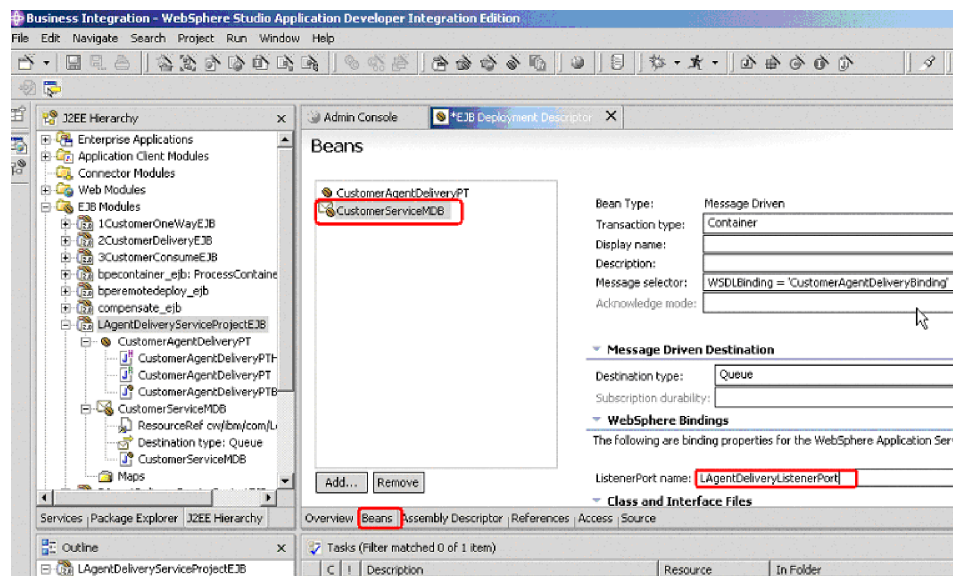 Business Integration - WebSphere Studio Application Developer Integration Edition
File Edit Navigate Search Project Run Window Help
J2EE Hierarchy
Enterprise Applications
Application Client Modules
Connector Modules
Web Modules
EJB Modules
1CustomerOneWayEJB
2CustomerDeliveryEJB
3CustomerConsumeEJB
bpecontainer_ejb: ProcessContaine
bperemotedeploy_ejb
compensate_ejb
LAgentDeliveryServiceProjectEJB
CustomerAgentDeliveryPT
CustomerAgentDeliveryPTH
CustomerAgentDeliveryPT
CustomerAgentDeliveryPTB
CustomerServiceMDB
ResourceRef cwi/ibm/com/L
Destination type: Queue
CustomerServiceMDB
Maps
Services Package Explorer J2EE Hierarchy
Outline
LAgentDeliveryServiceProjectEJB
Admin Console *EJB Deployment Descriptor
Beans
CustomerAgentDeliveryPT
CustomerServiceMDB
Add... Remove
Bean Type: Message Driven
Transaction type: Container
Display name:
Description:
Message selector: WSDLBinding = 'CustomerAgentDeliveryBinding'
Acknowledge mode:
Message Driven Destination
Destination type: Queue
Subscription durability:
WebSphere Bindings
The following are binding properties for the WebSphere Application Ser
ListenerPort name: LAgentDeliveryListenerPort
Class and Interface Files
Overview Beans Assembly Descriptor References Access Source
Tasks (Filter matched 0 of 1 item)
C ! Description Resource In Folder